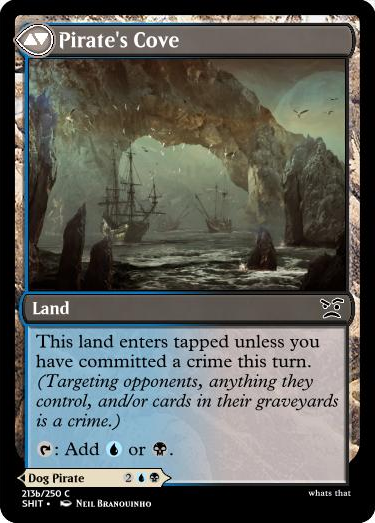 Pirate's Cove
Land
This land enters tapped unless you
have committed a crime this turn.
(Targeting opponents, anything they
control, and/or cards in their graveyards
is a crime.)
: Add or .
Dog Pirate 2
213b/250 C
SHIT • Neil Branquinho
whats that